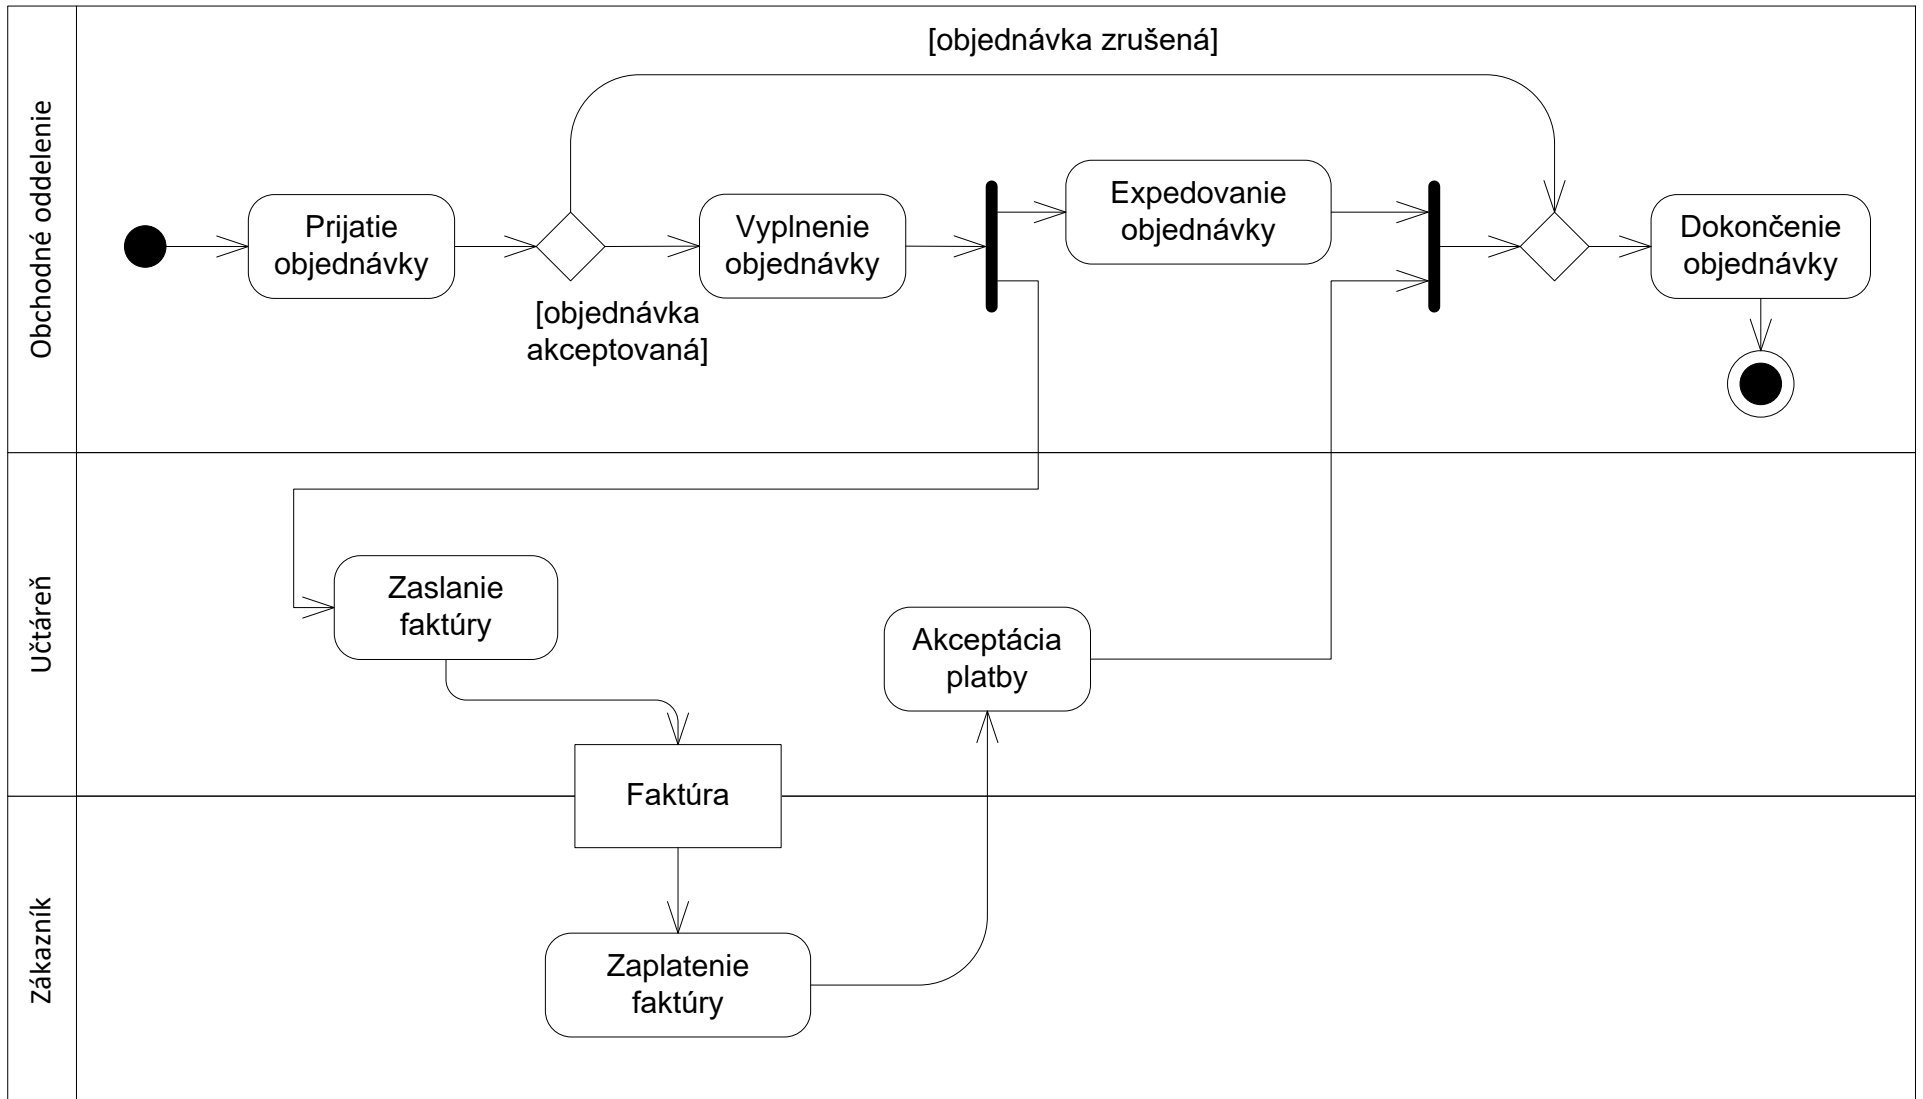 [objednávka zrušená]
Obchodné oddelenie
Prijatie
objednávky
[objednávka
akceptovaná]
Vyplnenie
objednávky
Expedovanie
objednávky
Dokončenie
objednávky
Učtáreň
Zaslanie
faktúry
Akceptácia
platby
Faktúra
Zákazník
Zaplatenie
faktúry